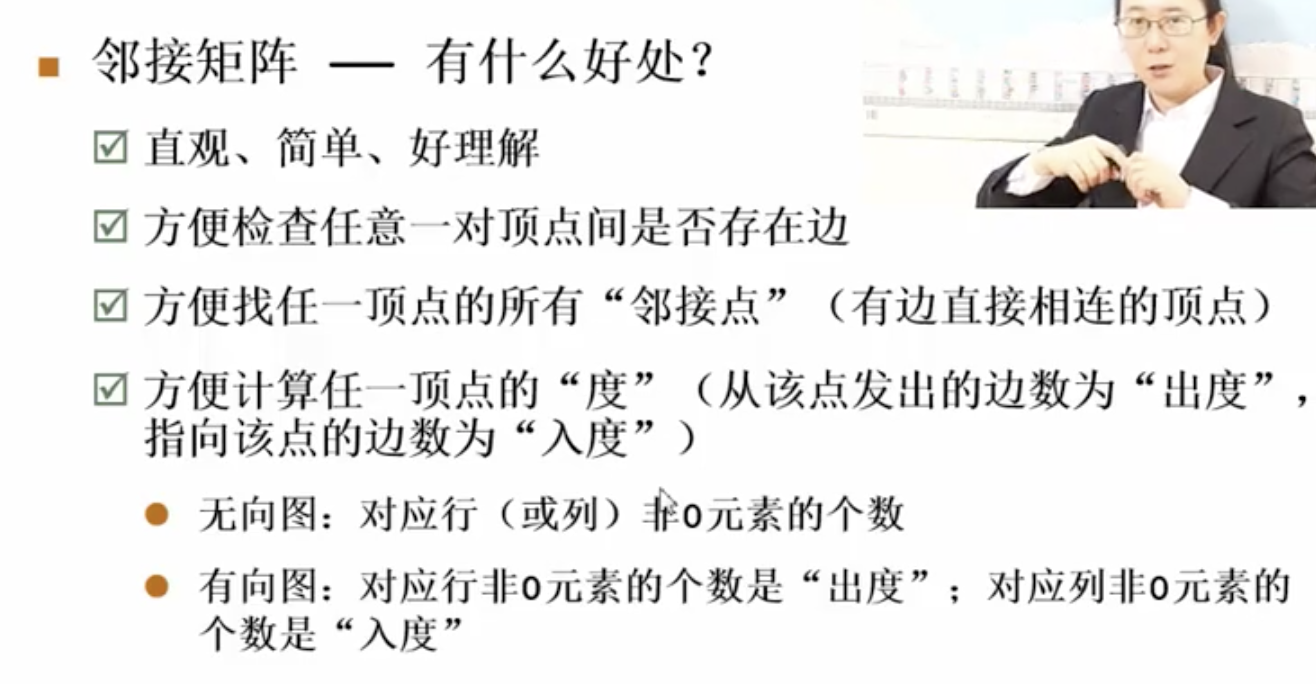 邻接矩阵 — 有什么好处？
直观、简单、好理解
方便检查任意一对顶点间是否存在边
方便找任一顶点的所有“邻接点”（有边直接相连的顶点）
方便计算任一顶点的“度”（从该点发出的边数为“出度”，
指向该点的边数为“入度”）
无向图：对应行（或列）非0元素的个数
有向图：对应行非0元素的个数是“出度”；对应列非0元素的
个数是“入度”